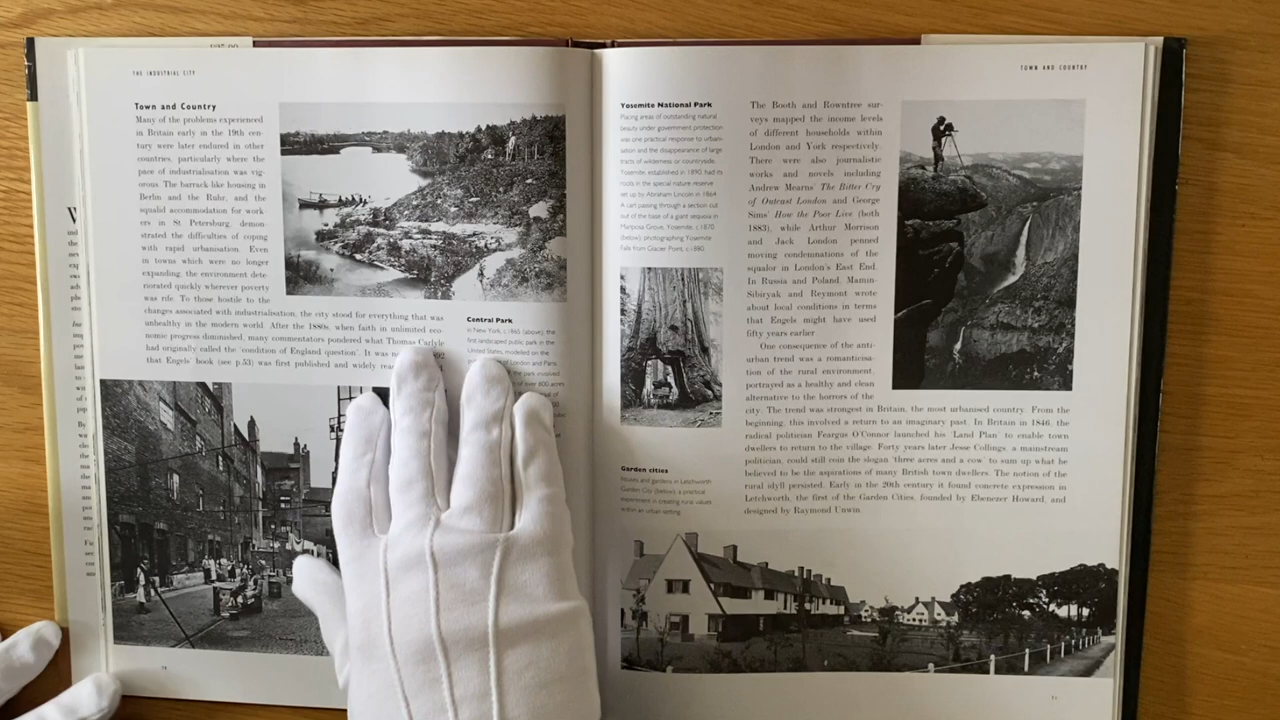 THE INDUSTRIAL CITY
Town and Country
Many of the problems experienced
in Britain early in the 19th cen-
tury were later endured in other
countries, particularly where the
pace of industrialisation was vig-
orous. The barrack-like housing in
Berlin and the Ruhr, and the
squalid accommodation for work-
ers in St Petersburg, demon-
strated the difficulties of coping
with rapid urbanisation. Even
in towns which were no longer
expanding, the environment dete-
riorated quickly wherever poverty
was rife. To those hostile to the
changes associated with industrialisation, the city stood for everything that was
unhealthy in the modern world. After the 1880s, when faith in unlimited eco-
nomic progress diminished, many commentators pondered what Thomas Carlyle
had originally called the 'condition of England question'. It was
that Engels' book (see p.53) was first published and widely
Central Park
in New York, c.1865 (above); the
first landscaped public park in the
United States, modelled on the
of London and Paris
the park involved
of over 800 acres
TOWN AND COUNTRY
Yosemite National Park
Placing areas of outstanding natural
beauty under government protection
was one practical response to urbani-
sation and the disappearance of large
tracts of wilderness or countryside.
Yosemite, established in 1890, had its
roots in the special nature reserve
set up by Abraham Lincoln in 1864.
A cart passing through a section cut
out of the base of a giant sequoia in
Mariposa Grove, Yosemite, c.1870
(below); photographing Yosemite
Falls from Glacier Point, c.1890.
Garden cities
Houses and gardens in Letchworth
Garden City (below), a practical
experiment in creating rural values
within an urban setting.
The Booth and Rowntree sur-
veys mapped the income levels
of different households within
London and York respectively.
There were also journalistic
works and novels including
Andrew Mearns' The Bitter Cry
of Outcast London and George
Sims' How the Poor Live (both
1883), while Arthur Morrison
and Jack London penned
moving condemnations of the
squalor in London's East End.
In Russia and Poland, Mamin-
Sibiryak and Reymont wrote
about local conditions in terms
that Engels might have used
fifty years earlier.
One consequence of the anti-
urban trend was a romanticisa-
tion of the rural environment,
portrayed as a healthy and clean
alternative to the horrors of the
city. The trend was strongest in Britain, the most urbanised country. From the
beginning, this involved a return to an imaginary past. In Britain in 1846, the
radical politician Feargus O'Connor launched his 'Land Plan' to enable town
dwellers to return to the village. Forty years later Jesse Collings, a mainstream
politician, could still coin the slogan 'three acres and a cow' to sum up what he
believed to be the aspirations of many British town dwellers. The notion of the
rural idyll persisted. Early in the 20th century it found concrete expression in
Letchworth, the first of the Garden Cities, founded by Ebenezer Howard, and
designed by Raymond Unwin.